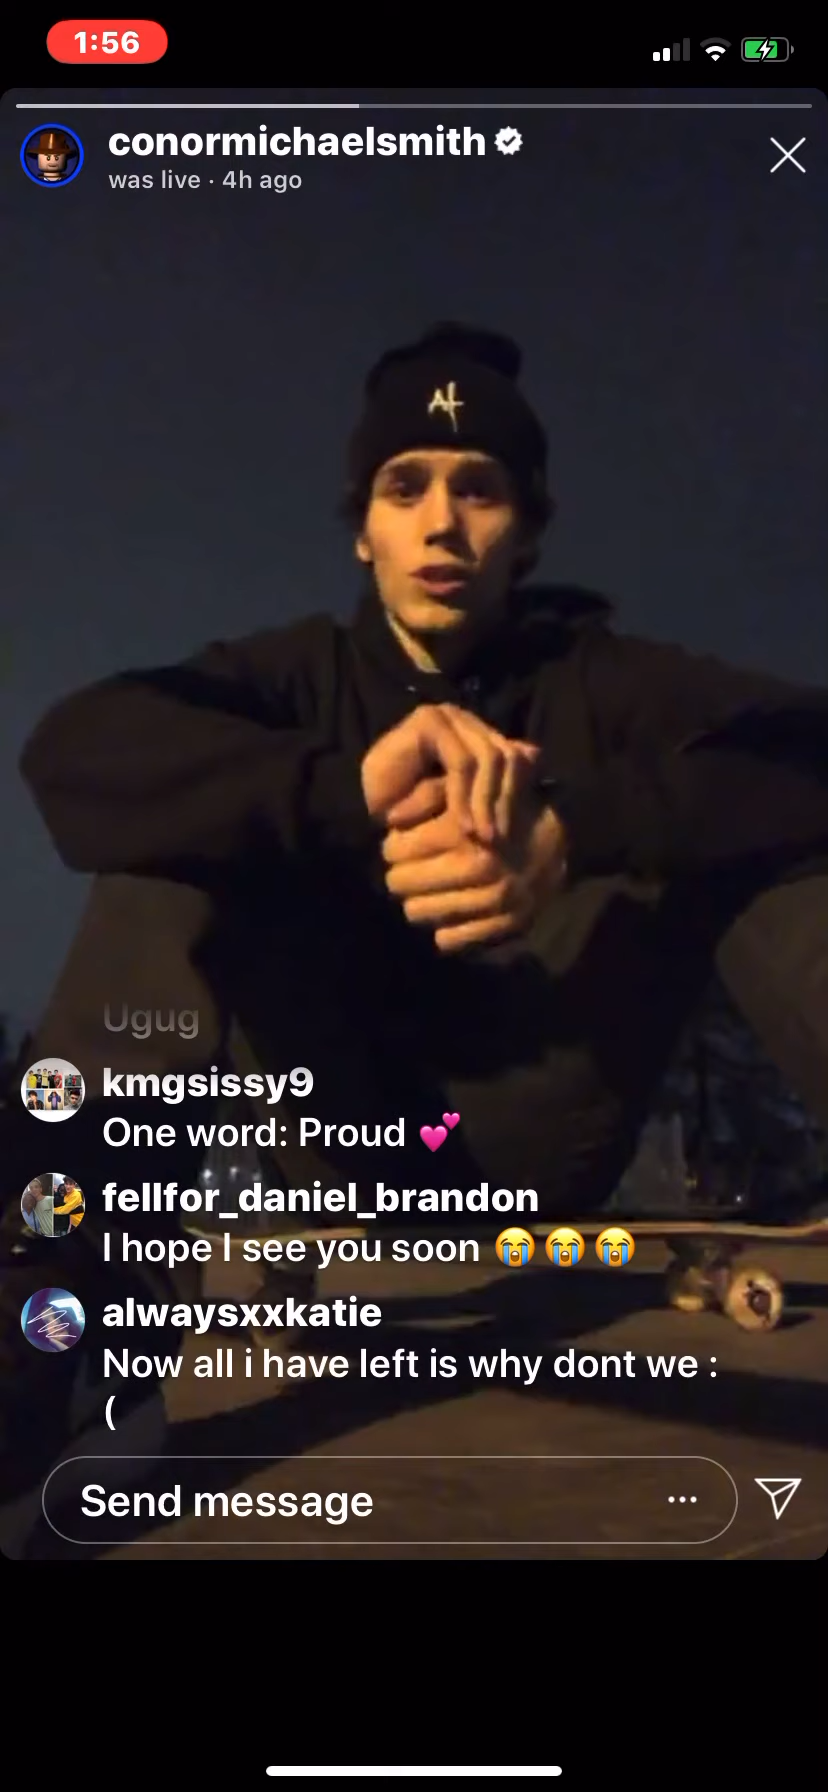 1:56
conormichaelsmith
was live · 4h ago
Af
Ugug
kmgsissy9
One word: Proud 💕
fellfor_daniel_brandon
I hope I see you soon 😭😭😭
alwaysxxkatie
Now all i have left is why dont we :
(
Send message